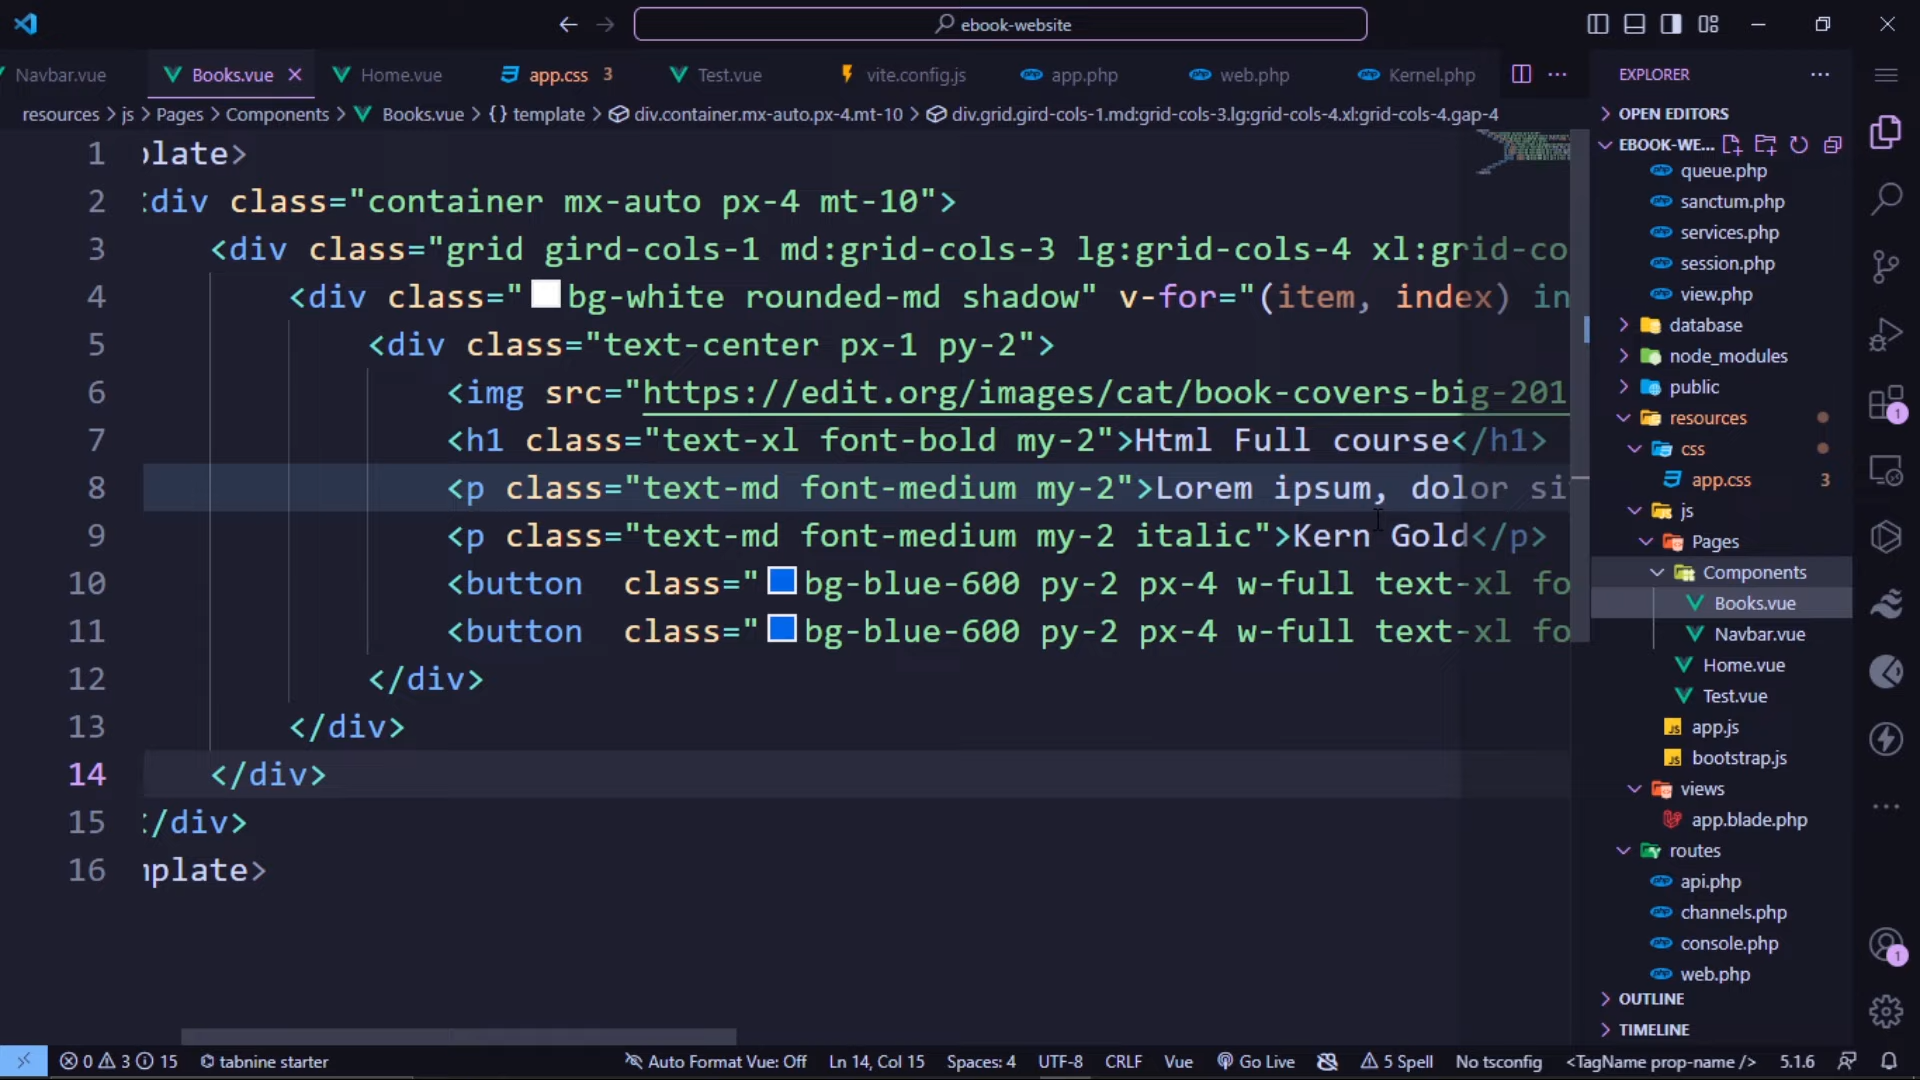 ebook-website
Navbar.vue
Books.vue
Home.vue
app.css 3
Test.vue
vite.config.js
app.php
web.php
Kernel.php
resources > js > Pages > Components > Books.vue > {} template > div.container.mx-auto.px-4.mt-10 > div.grid.gird-cols-1.md:grid-cols-3.lg:grid-cols-4.xl:grid-cols-4.gap-4
1 plate>
2 div class="container mx-auto px-4 mt-10">
3 <div class="grid gird-cols-1 md:grid-cols-3 lg:grid-cols-4 xl:grid-co
4 <div class="bg-white rounded-md shadow" v-for="(item, index) in
5 <div class="text-center px-1 py-2">
6 <img src="https://edit.org/images/cat/book-covers-big-201
7 <h1 class="text-xl font-bold my-2">Html Full course</h1>
8 <p class="text-md font-medium my-2">Lorem ipsum, dolor si
9 <p class="text-md font-medium my-2 italic">Kern Gold</p>
10 <button  class="bg-blue-600 py-2 px-4 w-full text-xl fo
11 <button  class="bg-blue-600 py-2 px-4 w-full text-xl fo
12 </div>
13 </div>
14 </div>
15 /div>
16 mplate>
EXPLORER
OPEN EDITORS
EBOOK-WE...
queue.php
sanctum.php
services.php
session.php
view.php
database
node_modules
public
resources
css
app.css 3
js
Pages
Components
Books.vue
Navbar.vue
Home.vue
Test.vue
JS app.js
JS bootstrap.js
views
app.blade.php
routes
api.php
channels.php
console.php
web.php
OUTLINE
TIMELINE
1
1
0 3 15 tabnine starter Auto Format Vue: Off Ln 14, Col 15 Spaces: 4 UTF-8 CRLF Vue Go Live 5 Spell No tsconfig <TagName prop-name /> 5.1.6